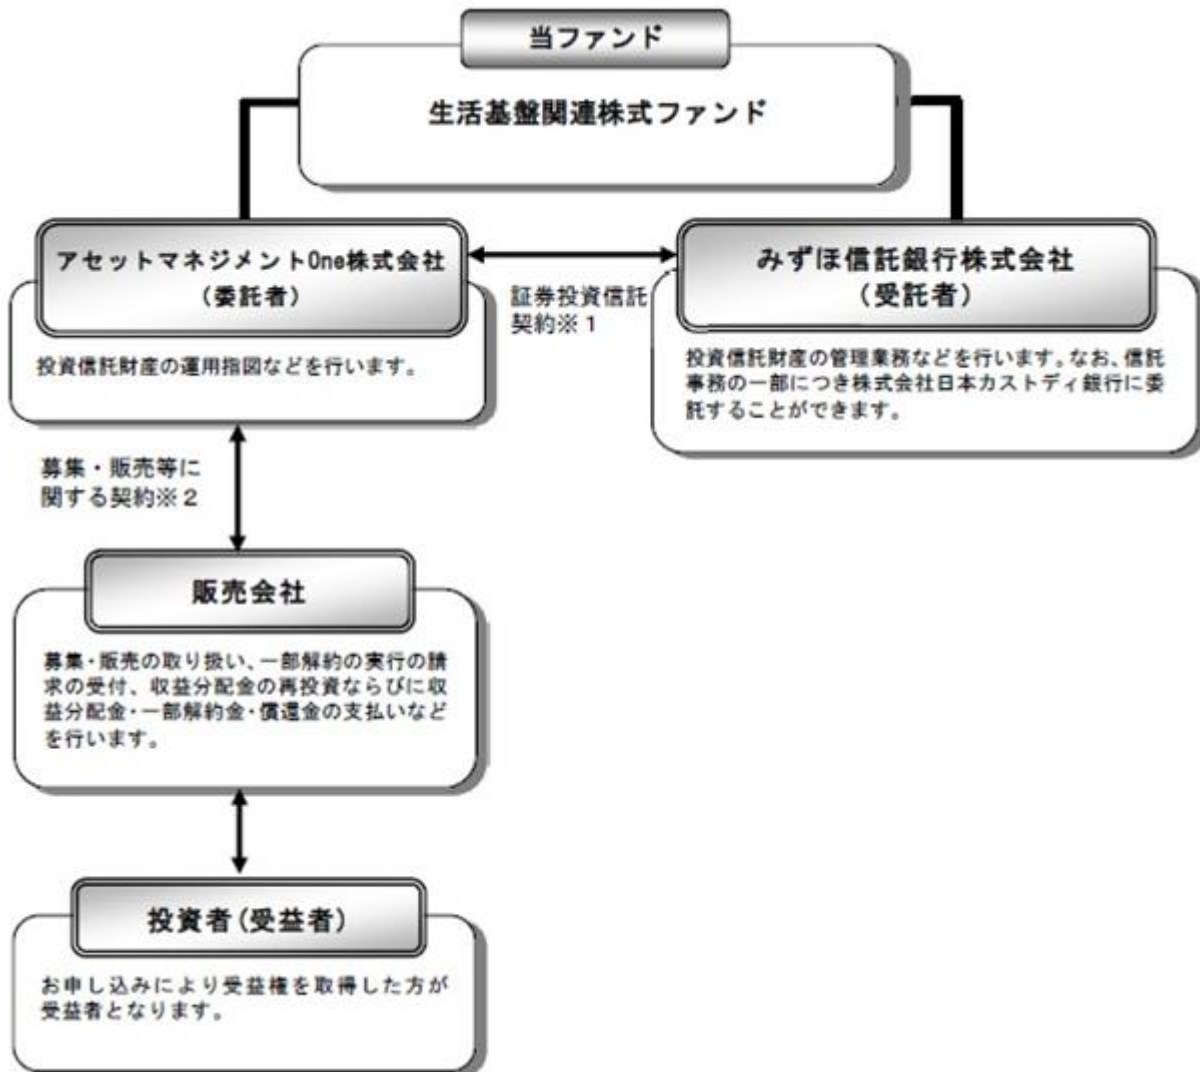 当ファンド
生活基盤関連株式ファンド
アセットマネジメントOne株式会社
（委託者）
投資信託財産の運用指図などを行います。
証券投資信託
契約※１
みずほ信託銀行株式会社
（受託者）
投資信託財産の管理業務などを行います。なお、信託
事務の一部につき株式会社日本カストディ銀行に委
託することができます。
募集・販売等に
関する契約※２
販売会社
募集・販売の取り扱い、一部解約の実行の請
求の受付、収益分配金の再投資ならびに収
益分配金・一部解約金・償還金の支払いなど
を行います。
投資者(受益者)
お申し込みにより受益権を取得した方が
受益者となります。